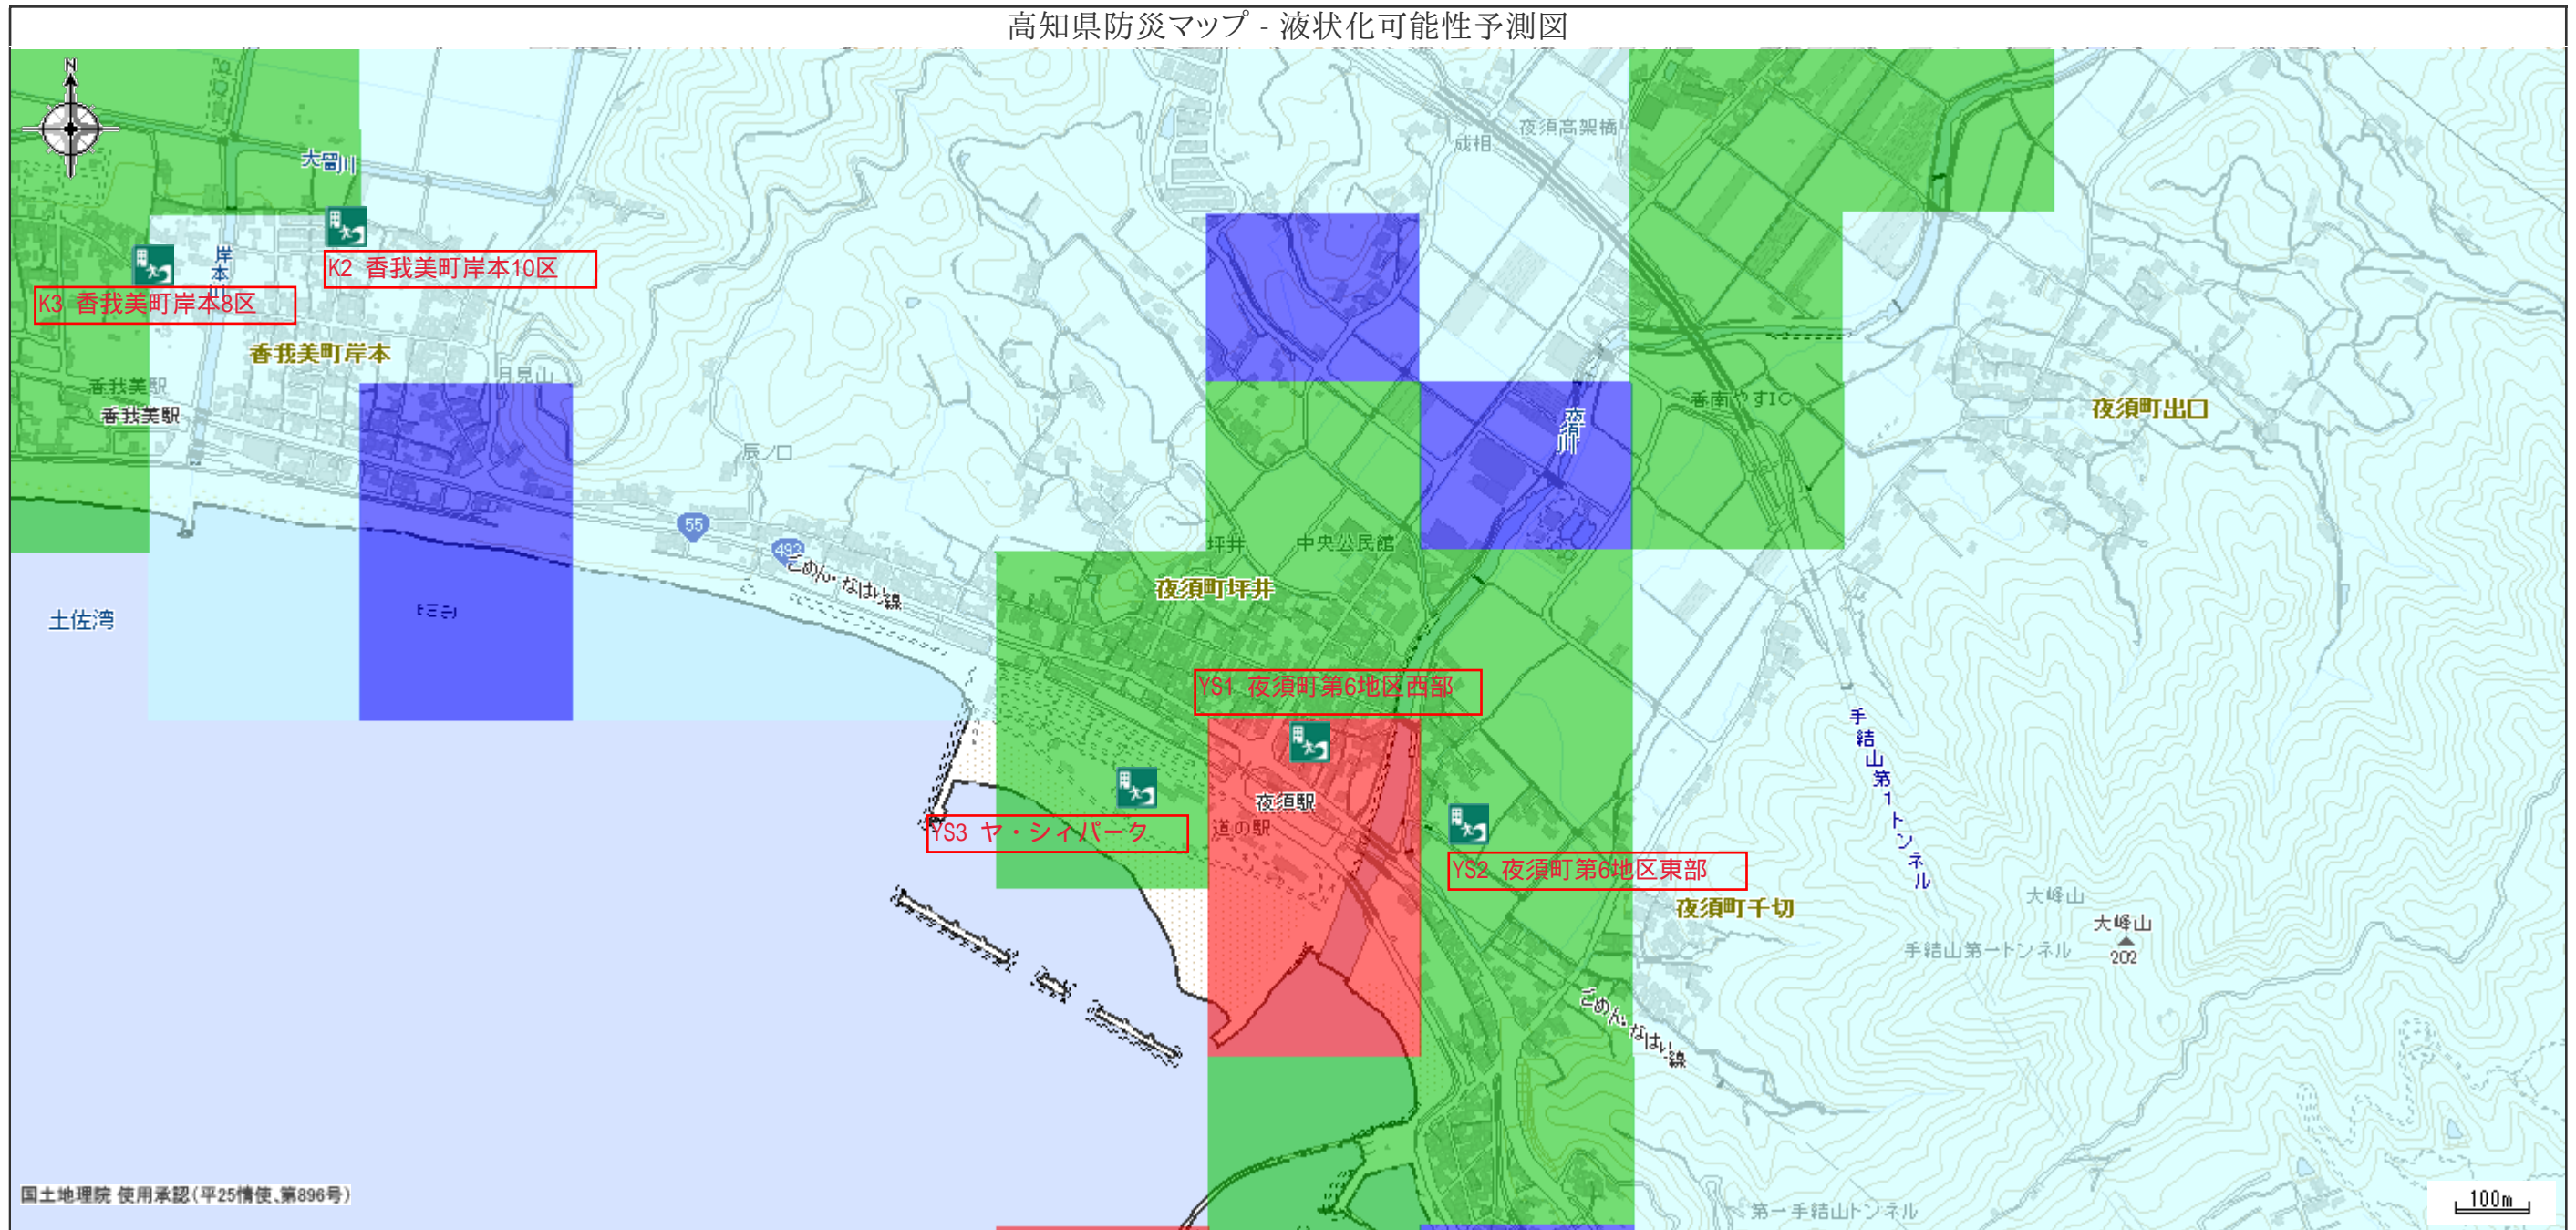 高知県防災マップ - 液状化可能性予測図
N
大留川
成相
夜須高架橋
岸本川
K2 香我美町岸本10区
K3 香我美町岸本8区
香我美町岸本
月見山
香我美駅
香我美駅
香南やすIC
夜須川
夜須町出口
辰ノ口
55
493
ごめん・なはり線
坪井
中央公民館
夜須町坪井
土佐湾
YS1 夜須町第6地区西部
手結山第1トンネル
夜須駅
道の駅
YS3 ヤ・シィパーク
YS2 夜須町第6地区東部
夜須町千切
大峰山
大峰山
202
手結山第一トンネル
ごめん・なはり線
国土地理院 使用承認(平25情使、第896号)
第一手結山トンネル
100m